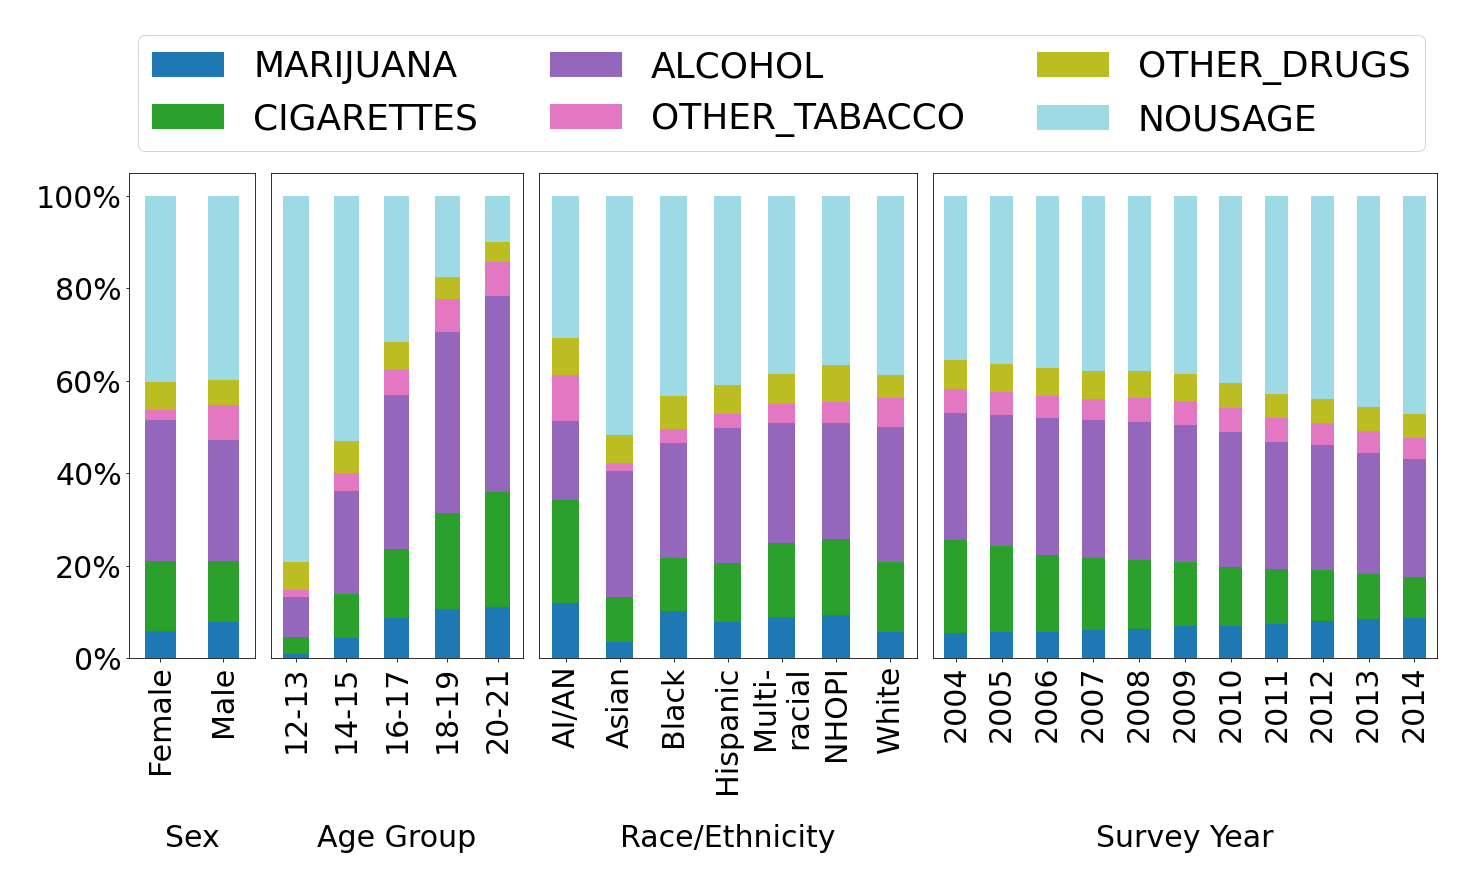 MARIJUANA ALCOHOL OTHER_DRUGS
CIGARETTES OTHER_TABACCO NOUSAGE
100%
80%
60%
40%
20%
0%
Female Male
12-13 14-15 16-17 18-19 20-21
AI/AN Asian Black Hispanic Multi-
racial NHOPI White
2004 2005 2006 2007 2008 2009 2010 2011 2012 2013 2014
Sex Age Group Race/Ethnicity Survey Year